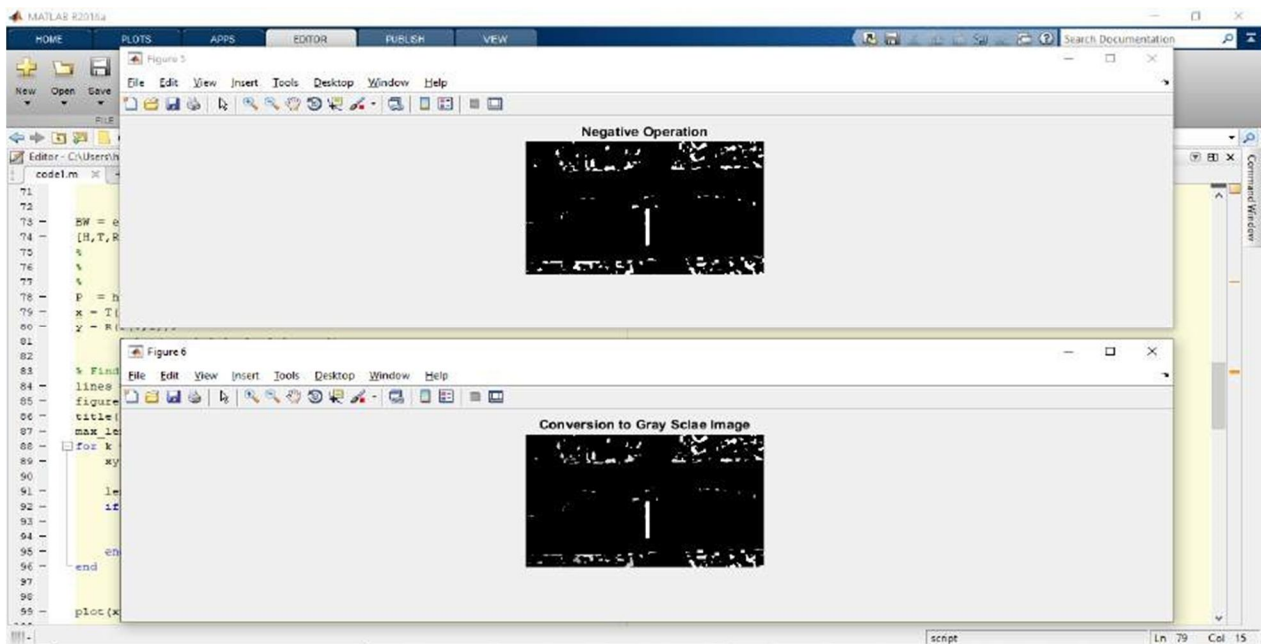 MATLAB R2016a
HOME PLOTS APPS EDITOR PUBLISH VIEW Search Documentation
Figure 5
File Edit View Insert Tools Desktop Window Help
New Open Save
FILE
Negative Operation
Editor - C:\Users\h
code1.m
Command Window
71
72
73 BW = e
74 [H,T,R
75 %
76 %
77 %
78 P = h
79 x = T(
80
81
82
83 % Find
84 lines
85 figure
86 title(
87 max_le
88 for k
89 xy
90
91 le
92 if
93
94
95 en
96 end
97
98
99 plot(x
Figure 6
File Edit View Insert Tools Desktop Window Help
Conversion to Gray Sclae Image
script Ln 79 Col 15